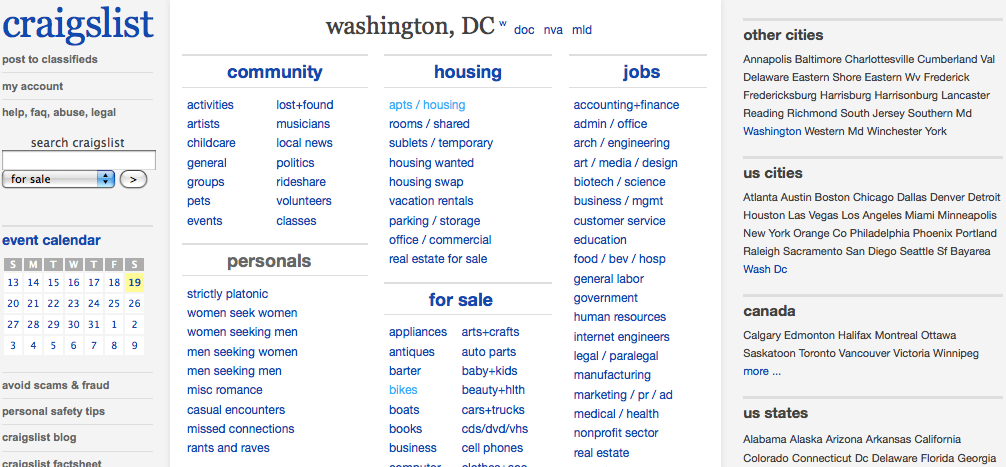 craigslist
post to classifieds
my account
help, faq, abuse, legal
search craigslist
for sale >
event calendar
S M T W T F S
13 14 15 16 17 18 19
20 21 22 23 24 25 26
27 28 29 30 31 1 2
3 4 5 6 7 8 9
avoid scams & fraud
personal safety tips
craigslist blog
craigslist factsheet
washington, DC w doc nva mld
community
activities lost+found
artists musicians
childcare local news
general politics
groups rideshare
pets volunteers
events classes
personals
strictly platonic
women seek women
women seeking men
men seeking women
men seeking men
misc romance
casual encounters
missed connections
rants and raves
housing
apts / housing
rooms / shared
sublets / temporary
housing wanted
housing swap
vacation rentals
parking / storage
office / commercial
real estate for sale
for sale
appliances arts+crafts
antiques auto parts
barter baby+kids
bikes beauty+hlth
boats cars+trucks
books cds/dvd/vhs
business cell phones
computer
jobs
accounting+finance
admin / office
arch / engineering
art / media / design
biotech / science
business / mgmt
customer service
education
food / bev / hosp
general labor
government
human resources
internet engineers
legal / paralegal
manufacturing
marketing / pr / ad
medical / health
nonprofit sector
real estate
other cities
Annapolis Baltimore Charlottesville Cumberland Val
Delaware Eastern Shore Eastern Wv Frederick
Fredericksburg Harrisburg Harrisonburg Lancaster
Reading Richmond South Jersey Southern Md
Washington Western Md Winchester York
us cities
Atlanta Austin Boston Chicago Dallas Denver Detroit
Houston Las Vegas Los Angeles Miami Minneapolis
New York Orange Co Philadelphia Phoenix Portland
Raleigh Sacramento San Diego Seattle Sf Bayarea
Wash Dc
canada
Calgary Edmonton Halifax Montreal Ottawa
Saskatoon Toronto Vancouver Victoria Winnipeg
more ...
us states
Alabama Alaska Arizona Arkansas California
Colorado Connecticut Dc Delaware Florida Georgia